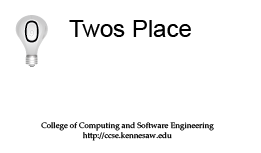 0
Twos Place
College of Computing and Software Engineering
http://ccse.kennesaw.edu